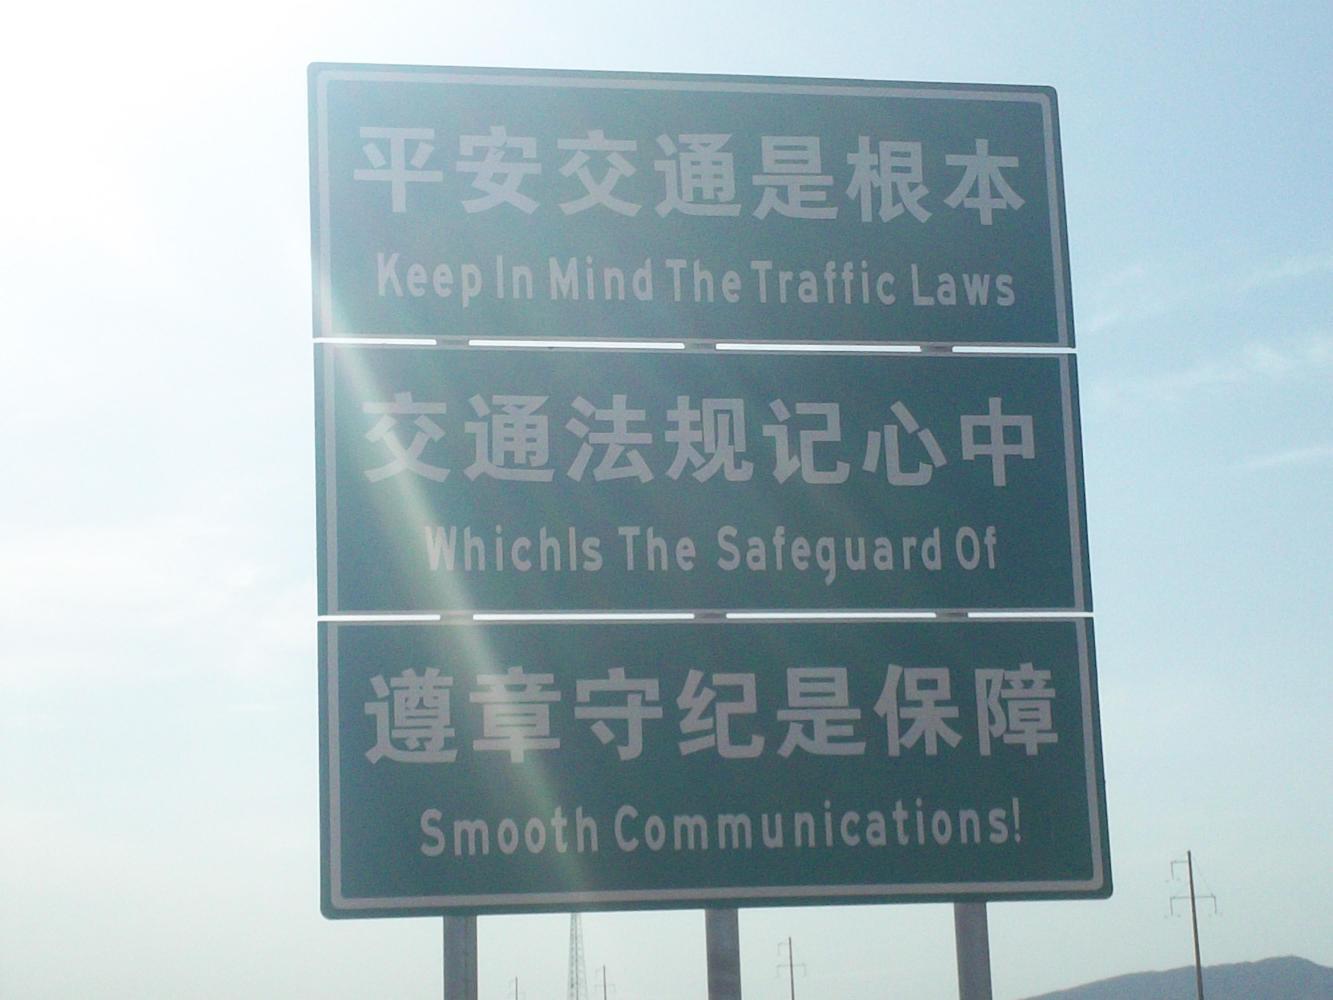 平安交通是根本
Keep In Mind The Traffic Laws
交通法规记心中
WhichIs The Safeguard Of
遵章守纪是保障
Smooth Communications!